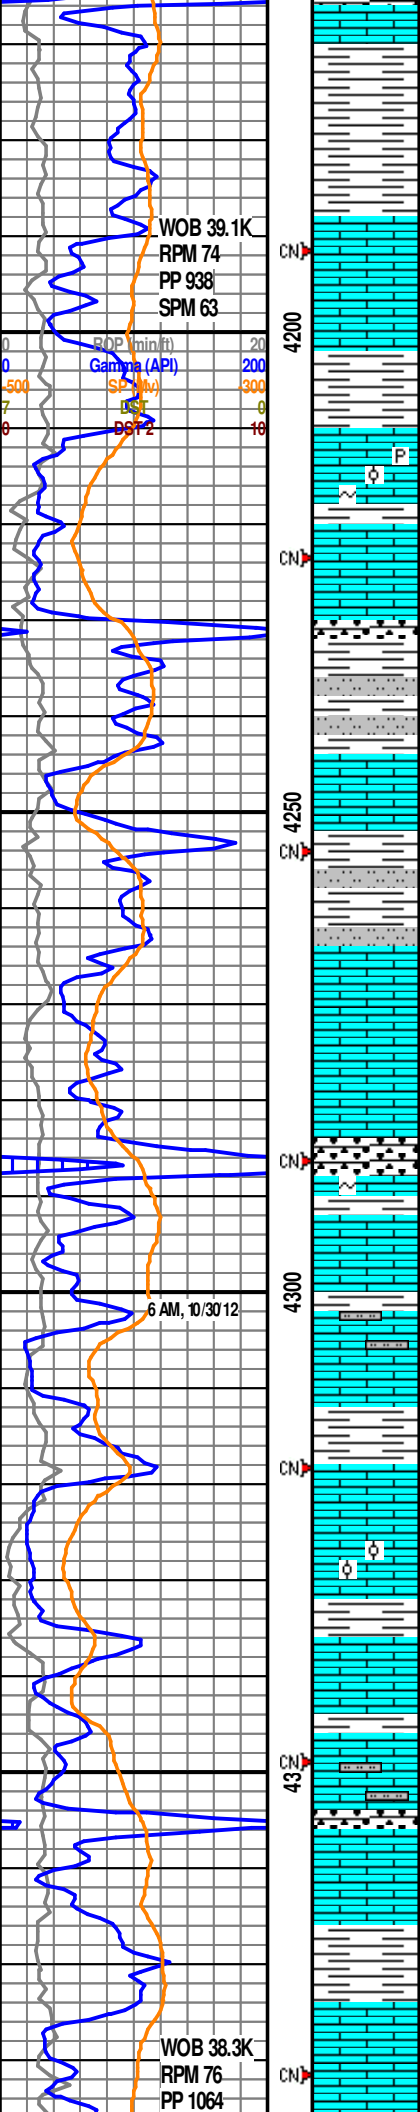 WOB 39.1K
RPM 74
PP 938
SPM 63
CN
4200
0 ROP (min/ft) 20
0 Gamma (API) 200
-500 SP (Mv) -300
7 DST 0
0 DST 2 10
P
CN
4250
CN
CN
4300
6 AM, 10/30/12
CN
CN
CN
WOB 38.3K
RPM 76
PP 1064